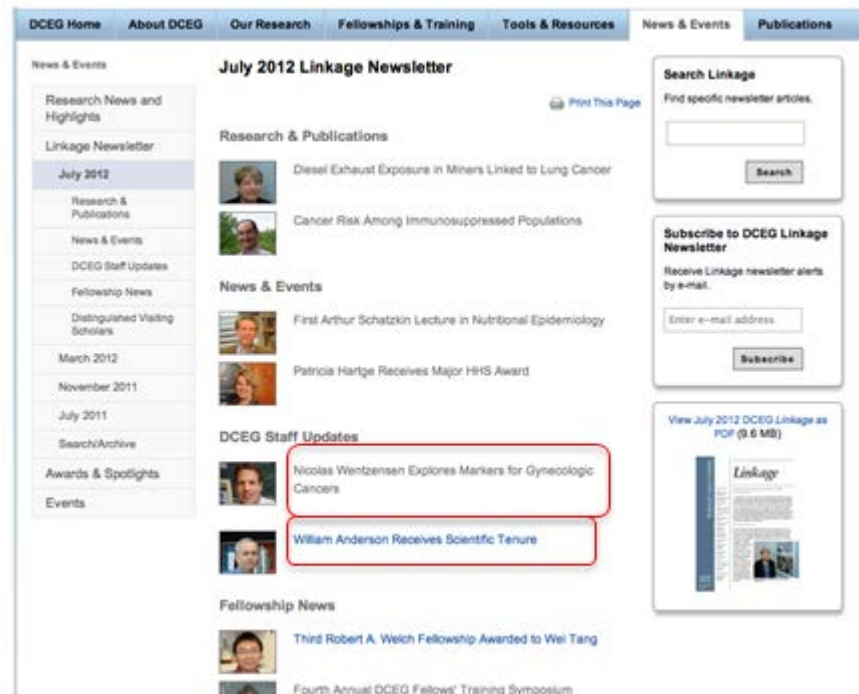 DCEG Home About DCEG Our Research Fellowships & Training Tools & Resources News & Events Publications
News & Events
Research News and
Highlights
Linkage Newsletter
July 2012
Research &
Publications
News & Events
DCEG Staff Updates
Fellowship News
Distinguished Visiting
Scholars
March 2012
November 2011
July 2011
Search/Archive
Awards & Spotlights
Events
July 2012 Linkage Newsletter
Print This Page
Research & Publications
Diesel Exhaust Exposure in Miners Linked to Lung Cancer
Cancer Risk Among Immunosuppressed Populations
News & Events
First Arthur Schatzkin Lecture in Nutritional Epidemiology
Patricia Hartge Receives Major HHS Award
DCEG Staff Updates
Nicolas Wentzensen Explores Markers for Gynecologic
Cancers
William Anderson Receives Scientific Tenure
Fellowship News
Third Robert A. Welch Fellowship Awarded to Wei Tang
Fourth Annual DCEG Fellows' Training Symposium
Search Linkage
Find specific newsletter articles.
Search
Subscribe to DCEG Linkage
Newsletter
Receive Linkage newsletter alerts
by e-mail.
Enter e-mail address
Subscribe
View July 2012 DCEG Linkage as
PDF (9.6 MB)
Linkage